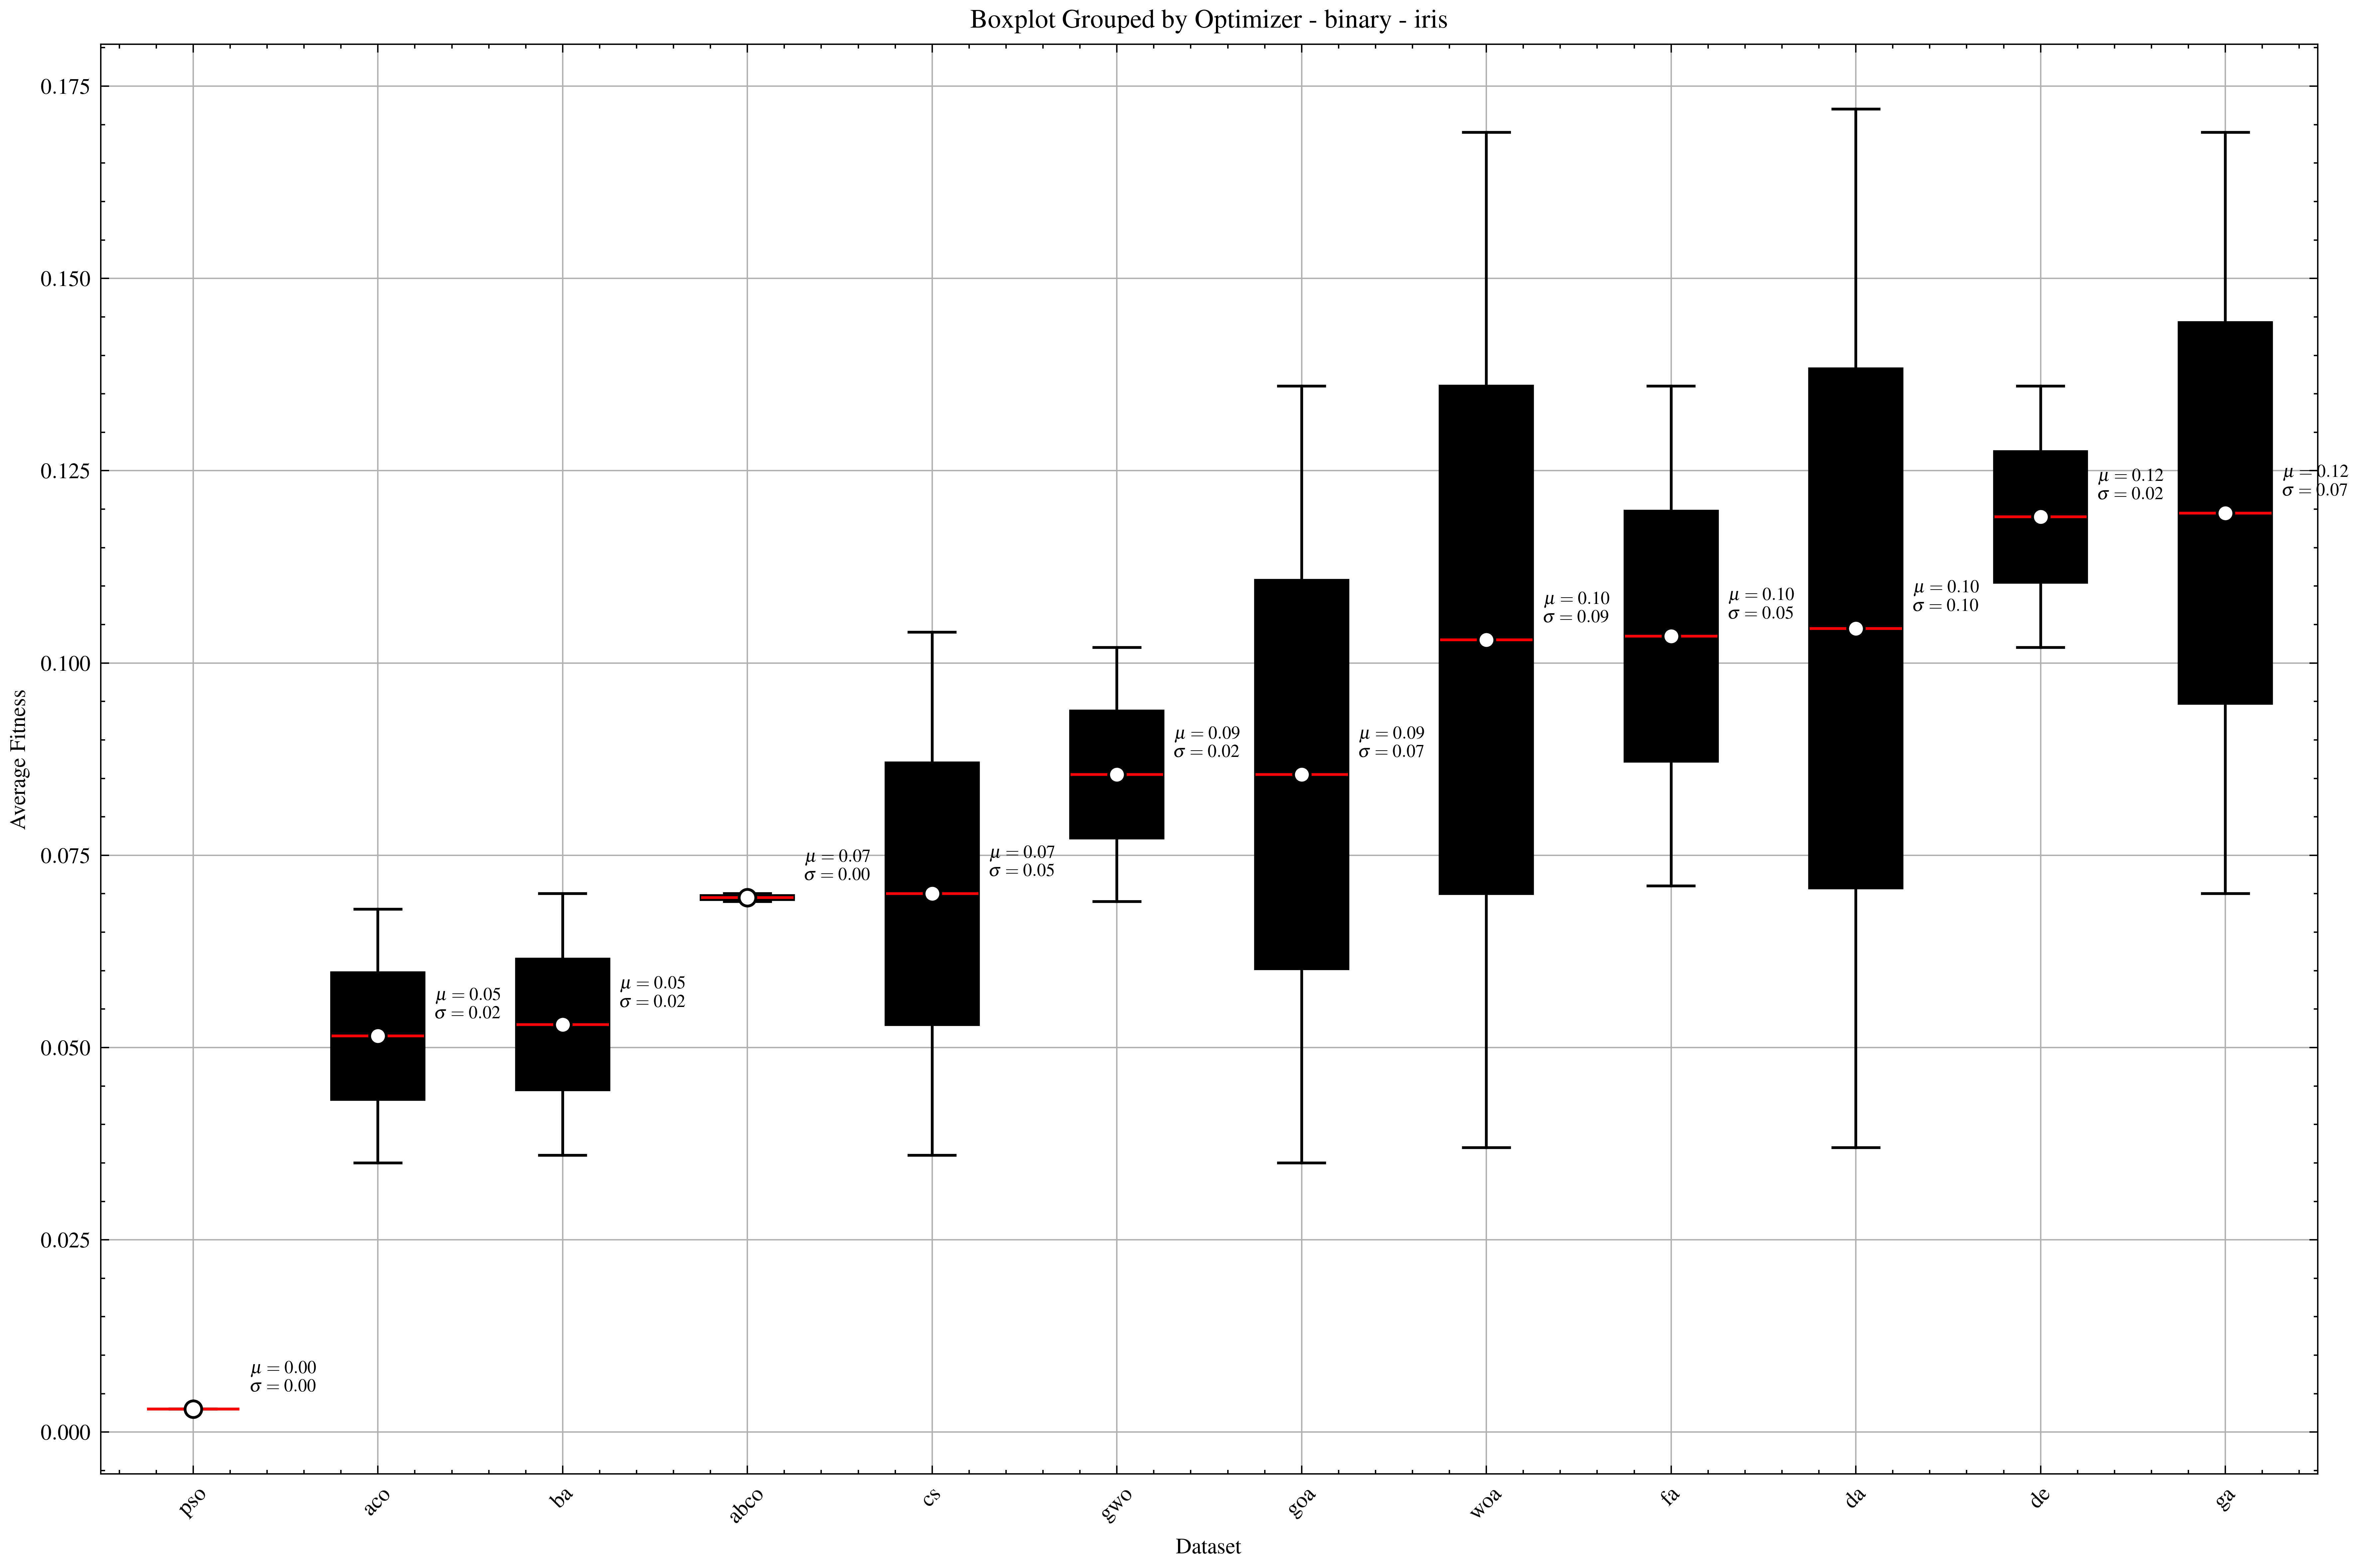 Boxplot Grouped by Optimizer - binary - iris
Average Fitness
0.175
0.150
0.125
0.100
0.075
0.050
0.025
0.000
μ = 0.00
σ = 0.00
μ = 0.05
σ = 0.02
μ = 0.05
σ = 0.02
μ = 0.07
σ = 0.00
μ = 0.07
σ = 0.05
μ = 0.09
σ = 0.02
μ = 0.09
σ = 0.07
μ = 0.10
σ = 0.09
μ = 0.10
σ = 0.05
μ = 0.10
σ = 0.10
μ = 0.12
σ = 0.02
μ = 0.12
σ = 0.07
pso
aco
ba
abco
cs
gwo
goa
woa
fa
da
de
ga
Dataset